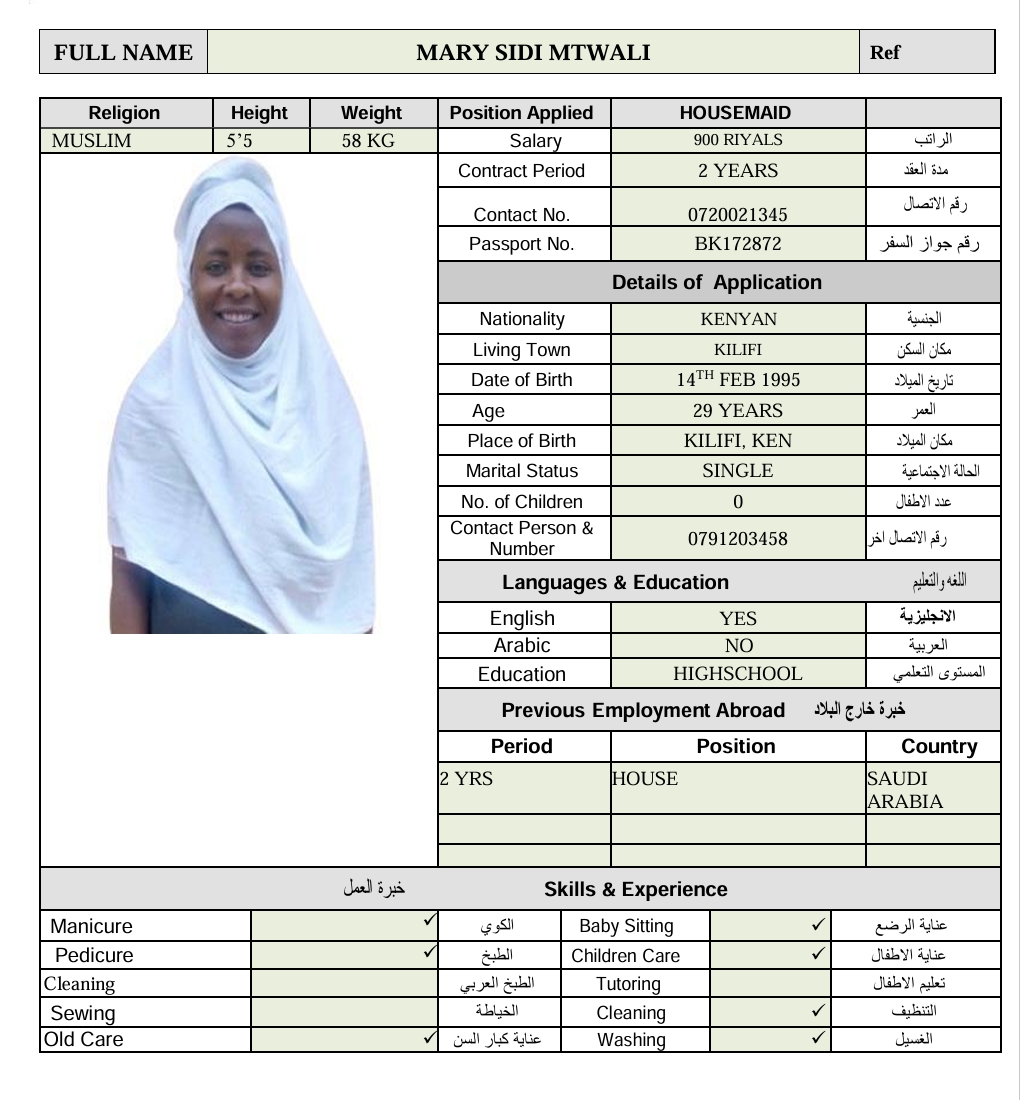 FULL NAME MARY SIDI MTWALI Ref
Religion Height Weight Position Applied HOUSEMAID
MUSLIM 5’5 58 KG Salary 900 RIYALS الراتب
Contract Period 2 YEARS مدة العقد
Contact No. 0720021345 رقم الاتصال
Passport No. BK172872 رقم جواز السفر
Details of Application
Nationality KENYAN الجنسية
Living Town KILIFI مكان السكن
Date of Birth 14TH FEB 1995 تاريخ الميلاد
Age 29 YEARS العمر
Place of Birth KILIFI, KEN مكان الميلاد
Marital Status SINGLE الحالة الاجتماعية
No. of Children 0 عدد الاطفال
Contact Person &
Number 0791203458 رقم الاتصال اخر
Languages & Education اللغه والتعليم
English YES الانجليزية
Arabic NO العربية
Education HIGHSCHOOL المستوى التعلمي
Previous Employment Abroad خبرة خارج البلاد
Period Position Country
2 YRS HOUSE SAUDI
ARABIA
خبرة العمل Skills & Experience
Manicure ✓ الكوي Baby Sitting ✓ عناية الرضع
Pedicure ✓ الطبخ Children Care ✓ عناية الاطفال
Cleaning الطبخ العربي Tutoring تعليم الاطفال
Sewing الخياطة Cleaning ✓ التنظيف
Old Care ✓ عناية كبار السن Washing ✓ الغسيل